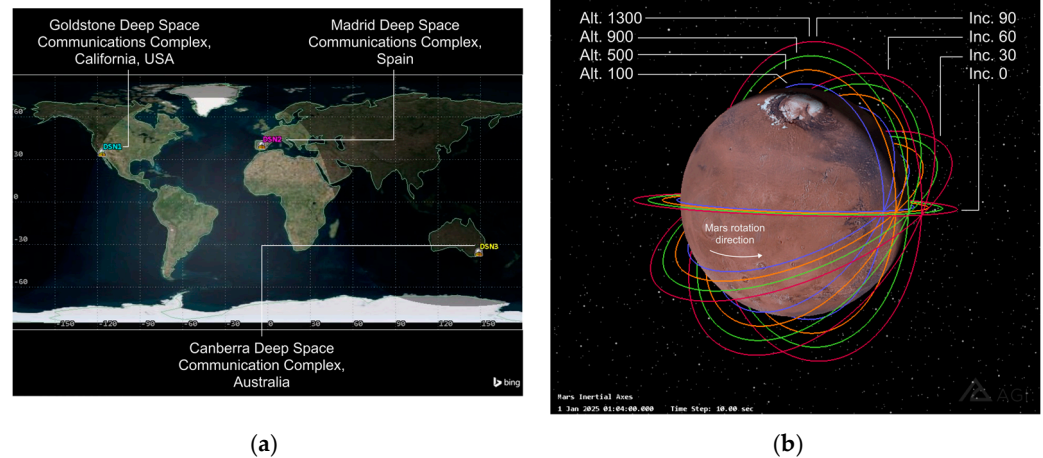 Goldstone Deep Space
Communications Complex,
California, USA
Madrid Deep Space
Communications Complex,
Spain
60
30
0
-30
-60
DSN1
DSN2
DSN3
-150 -120 -90 -60 -30 0 30 60 90 120 150
Canberra Deep Space
Communication Complex,
Australia
bing
(a)
Alt. 1300
Alt. 900
Alt. 500
Alt. 100
Inc. 90
Inc. 60
Inc. 30
Inc. 0
Mars rotation
direction
AGI
Mars Inertial Axes
1 Jan 2025 01:04:00.000 Time Step: 10.00 sec
(b)